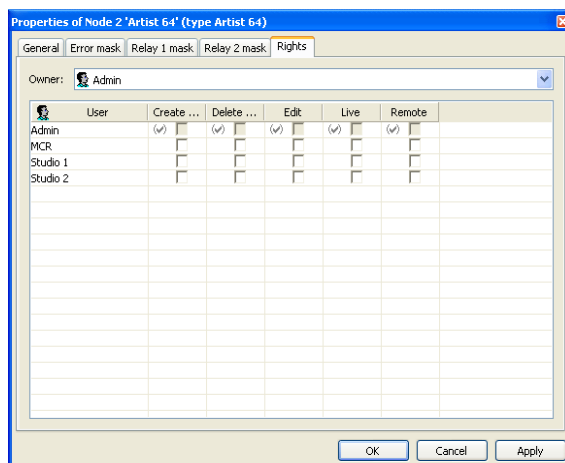 Properties of Node 2 'Artist 64' (type Artist 64)
General Error mask Relay 1 mask Relay 2 mask Rights
Owner: Admin
User Create ... Delete ... Edit Live Remote
Admin
MCR
Studio 1
Studio 2
OK Cancel Apply